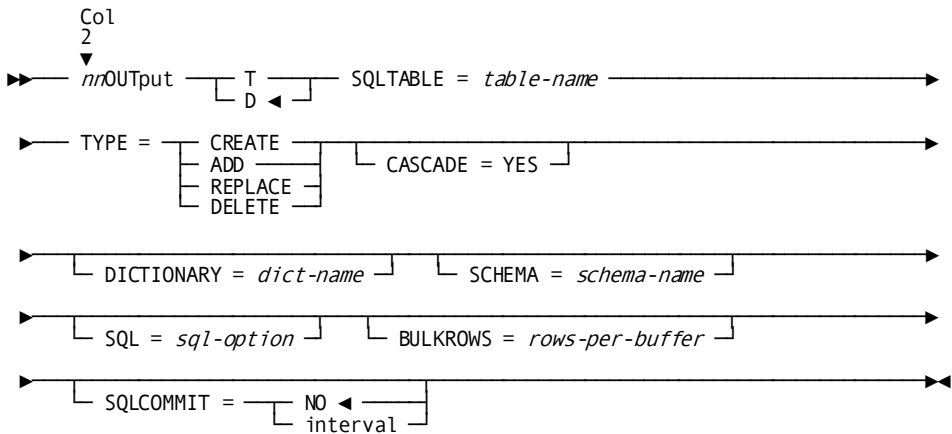 Col
2
nnOUTput T SQLTABLE = table-name
D
TYPE = CREATE
ADD CASCADE = YES
REPLACE
DELETE
DICTIONARY = dict-name SCHEMA = schema-name
SQL = sql-option BULKROWS = rows-per-buffer
SQLCOMMIT = NO
interval